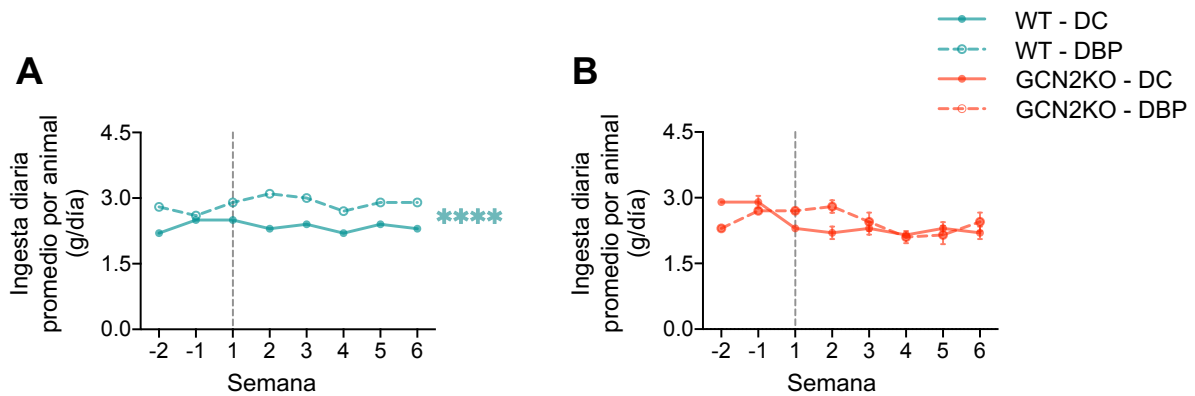 WT - DC
WT - DBP
GCN2KO - DC
GCN2KO - DBP
A
Ingesta diaria
promedio por animal
(g/día)
4.5
3.0
1.5
0.0
-2 -1 1 2 3 4 5 6
Semana
****
B
Ingesta diaria
promedio por animal
(g/día)
4.5
3.0
1.5
0.0
-2 -1 1 2 3 4 5 6
Semana